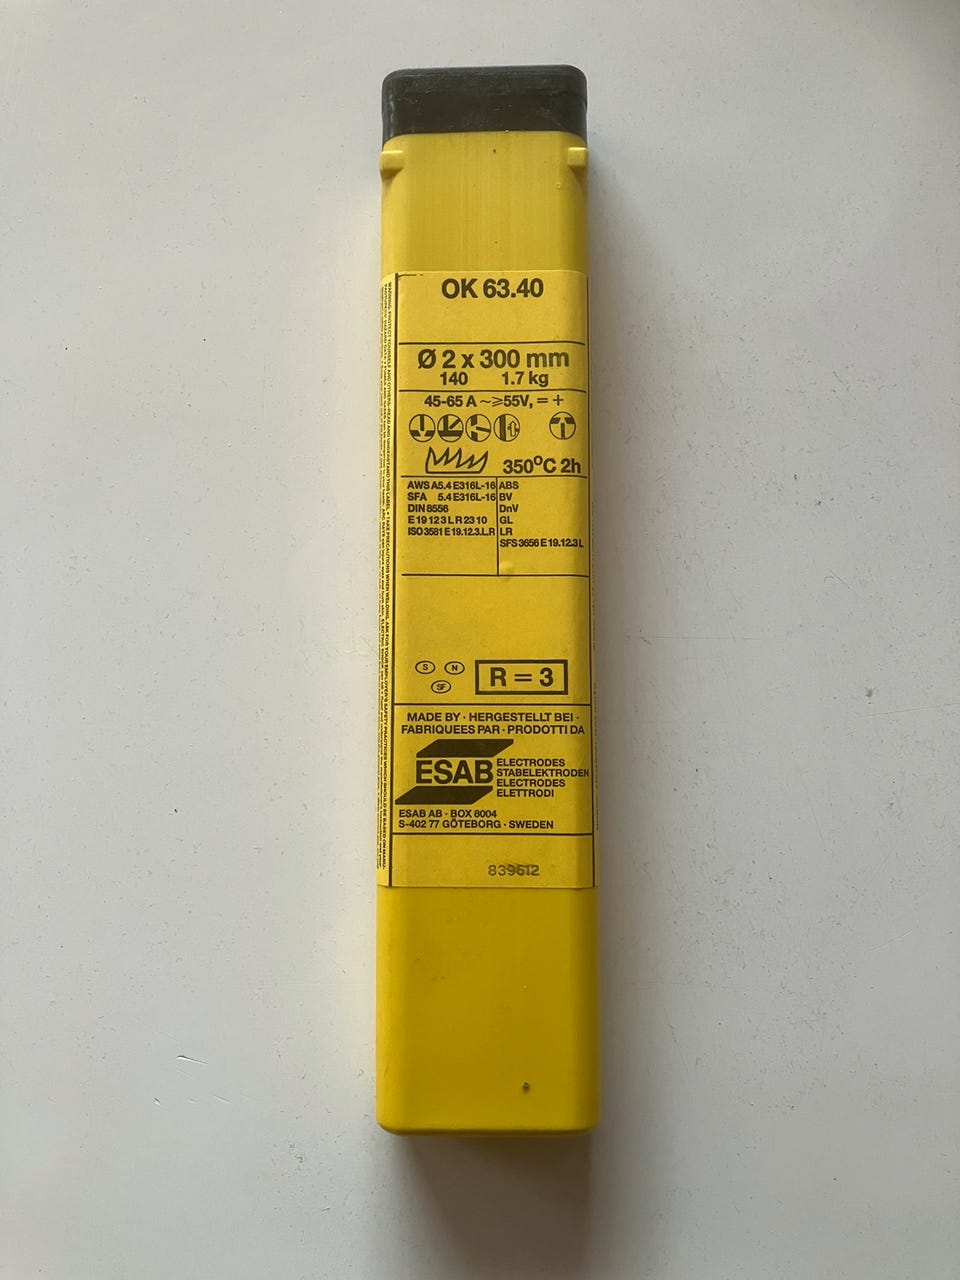 OK 63.40
Ø 2 x 300 mm
140 1.7 kg
45-65 A ~≥55V, = +
350°C 2h
AWS A5.4 E316L-16
SFA 5.4 E316L-16
DIN 8556
E 19 12 3 L R 23 10
ISO 3581 E 19.12.3.L.R
ABS
BV
DnV
GL
LR
SFS 3656 E 19.12.3 L
S N
SF
R = 3
MADE BY · HERGESTELLT BEI ·
FABRIQUEES PAR · PRODOTTI DA
ESAB
ELECTRODES
STABELEKTRODEN
ELECTRODES
ELETTRODI
ESAB AB · BOX 8004
S-402 77 GÖTEBORG · SWEDEN
839612